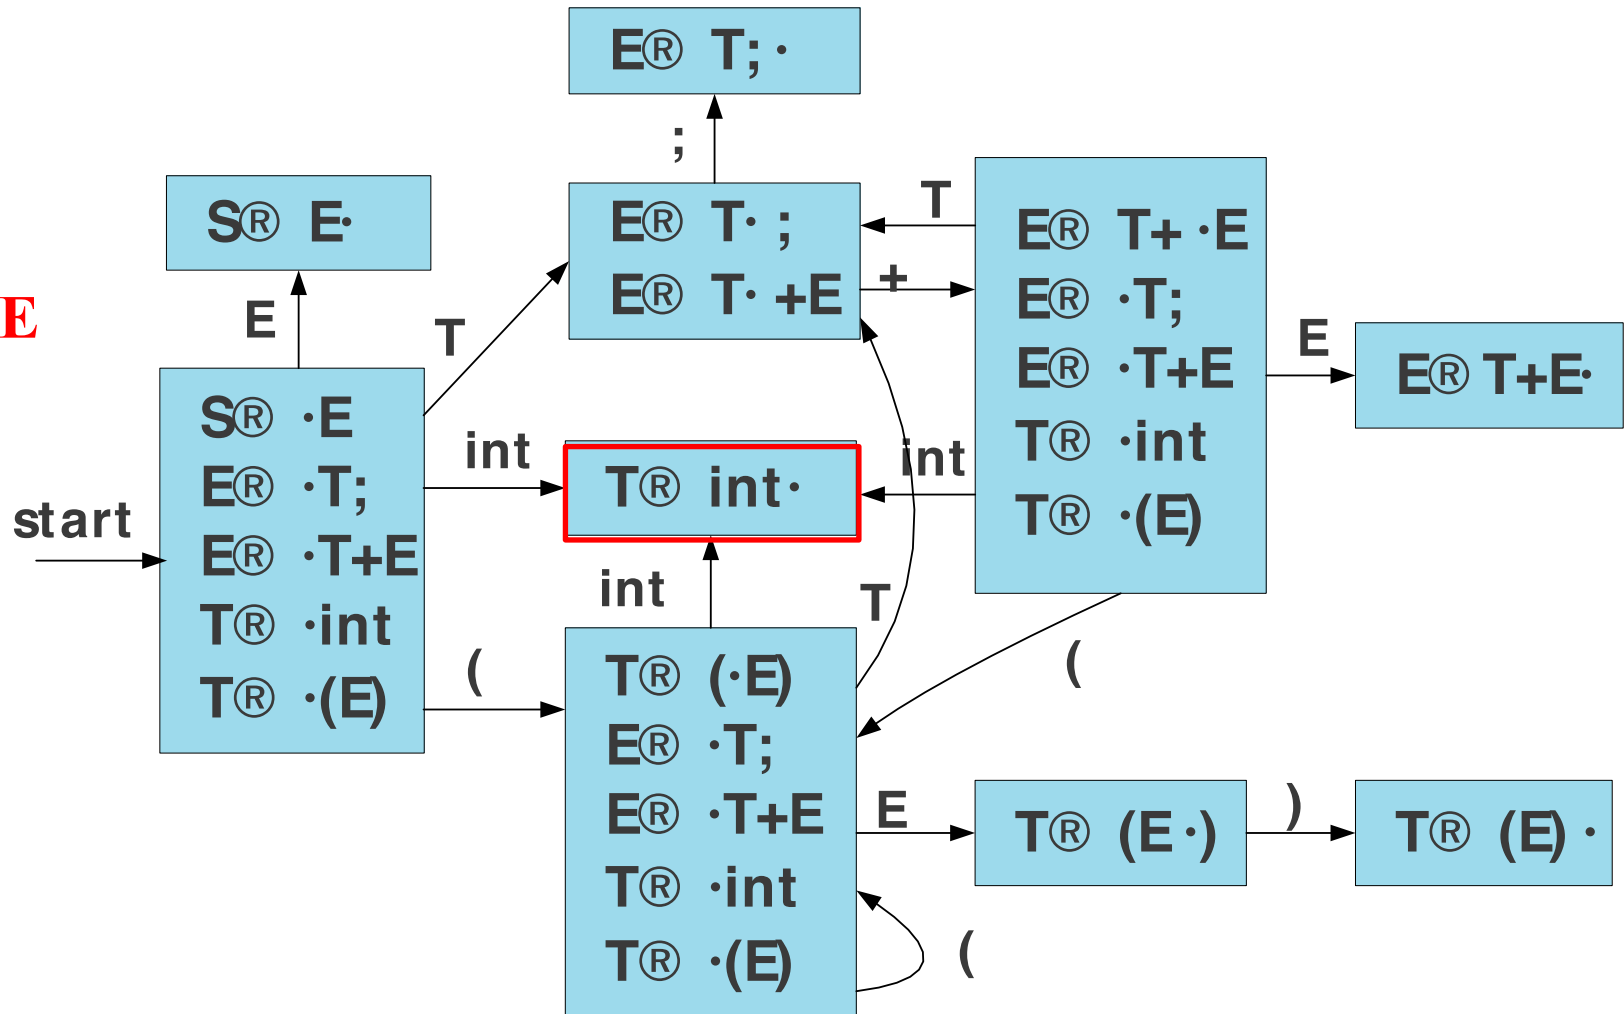 E® T; ·
;
S® E·
E® T· ;
E® T· +E
T
+
E® T+ ·E
E® ·T;
E® ·T+E
T® ·int
T® ·(E)
E
E
T
E
E® T+E·
S® ·E
E® ·T;
E® ·T+E
T® ·int
T® ·(E)
start
int
T® int·
int
int
T
(
(
T® (·E)
E® ·T;
E® ·T+E
T® ·int
T® ·(E)
E
T® (E·)
)
T® (E) ·
(